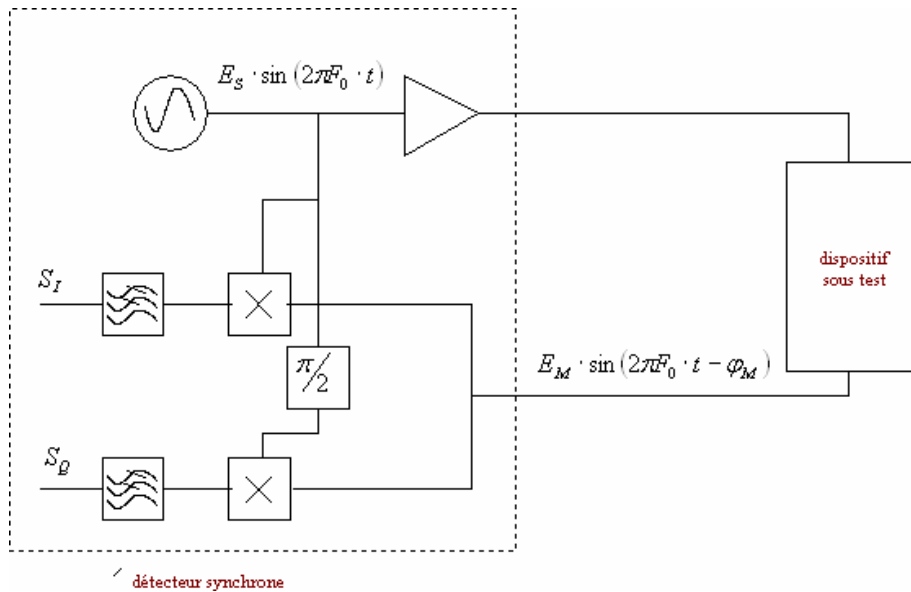 E_S · sin (2πF_0 · t)
dispositif
sous test
S_I
×
π/2
E_M · sin (2πF_0 · t − φ_M)
S_Q
×
détecteur synchrone